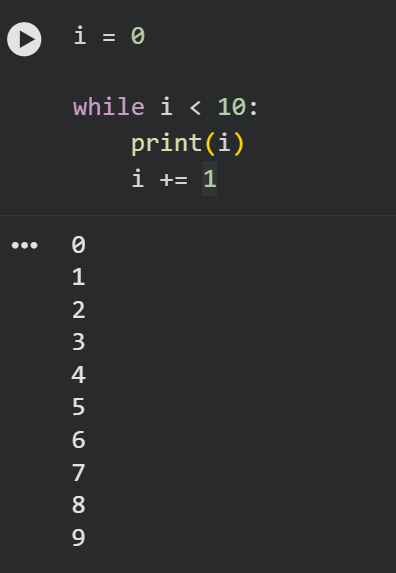 i = 0
while i < 10:
    print(i)
    i += 1
0
1
2
3
4
5
6
7
8
9